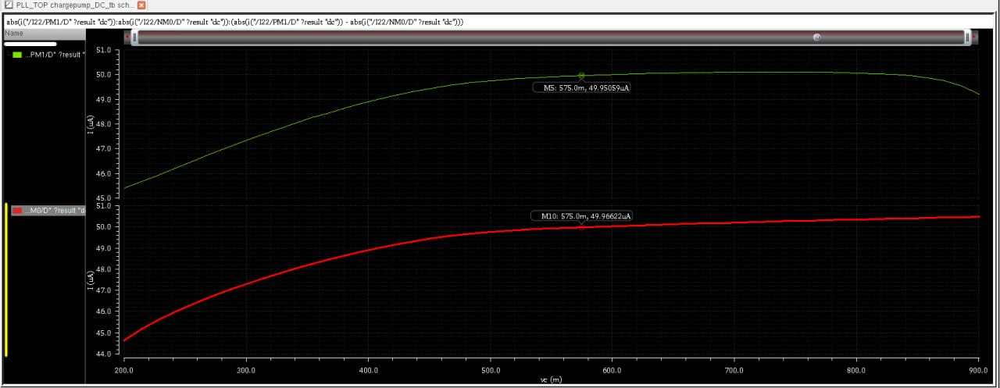 PLL_TOP chargepump_DC_tb sch...
abs(i("/I22/PM1/D" ?result "dc")):abs(i("/I22/NM0/D" ?result "dc")):(abs(i("/I22/PM1/D" ?result "dc")) - abs(i("/I22/NM0/D" ?result "dc")))
Name
...PM1/D" ?result "
51.0
50.0
49.0
48.0
47.0
46.0
45.0
I (uA)
M5: 575.0m, 49.95059uA
...M0/D" ?result "d
51.0
50.0
49.0
48.0
47.0
46.0
45.0
44.0
I (uA)
M10: 575.0m, 49.96622uA
200.0 300.0 400.0 500.0 600.0 700.0 800.0 900.0
vc (m)